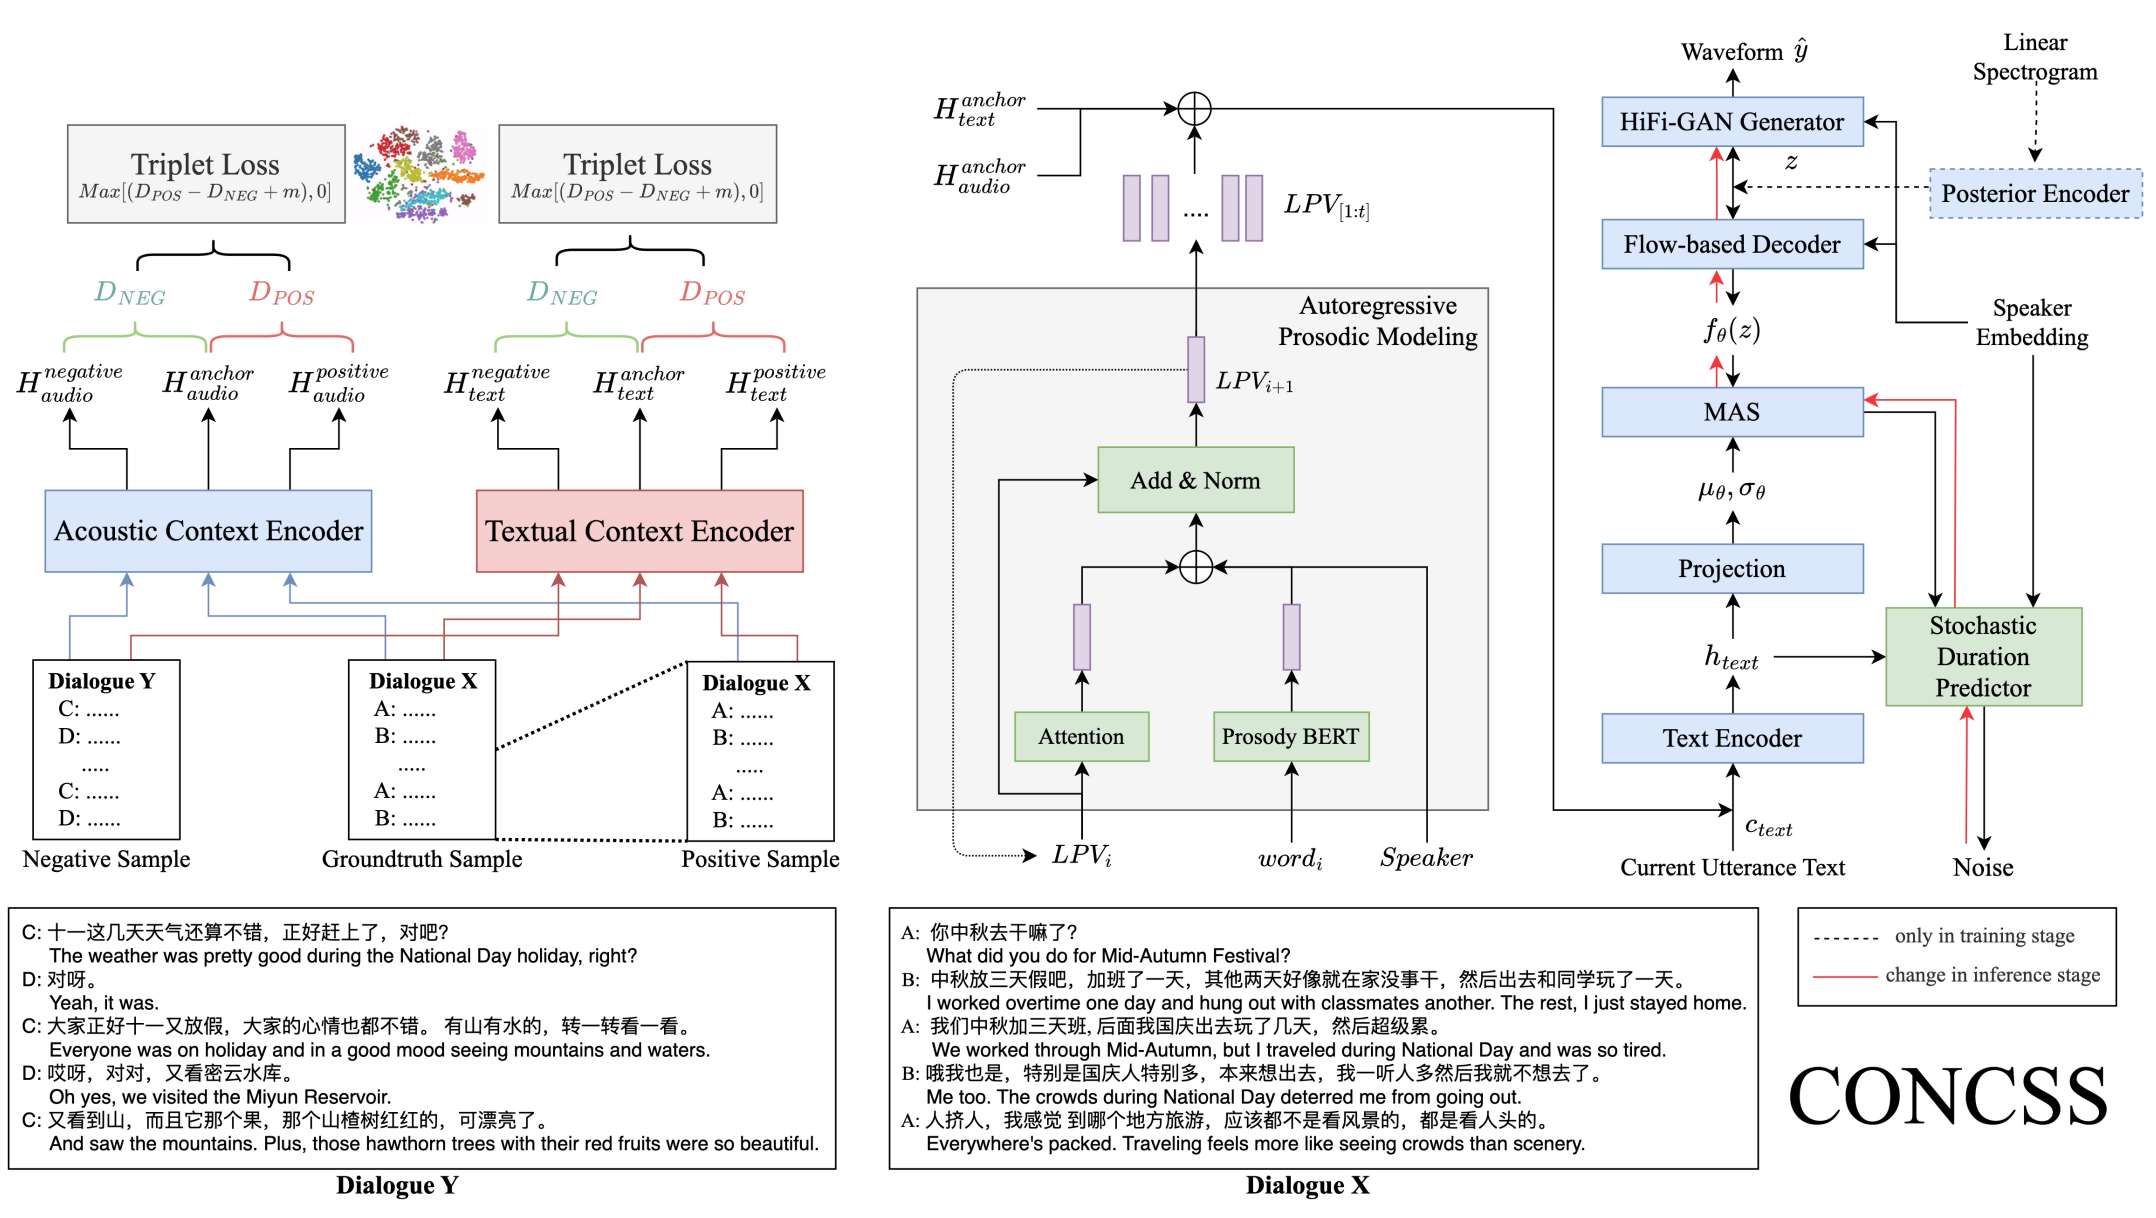 Triplet Loss
Max[(D_{POS} − D_{NEG} + m), 0]
Triplet Loss
Max[(D_{POS} − D_{NEG} + m), 0]
D_{NEG}
D_{POS}
D_{NEG}
D_{POS}
H_{audio}^{negative}
H_{audio}^{anchor}
H_{audio}^{positive}
H_{text}^{negative}
H_{text}^{anchor}
H_{text}^{positive}
Acoustic Context Encoder
Textual Context Encoder
Dialogue Y
C: ......
D: ......
.....
C: ......
D: ......
Negative Sample
Dialogue X
A: ......
B: ......
.....
A: ......
B: ......
Groundtruth Sample
Dialogue X
A: ......
B: ......
.....
A: ......
B: ......
Positive Sample
H_{text}^{anchor}
H_{audio}^{anchor}
....
LPV_{[1:t]}
Autoregressive
Prosodic Modeling
LPV_{i+1}
Add & Norm
Attention
Prosody BERT
LPV_i
word_i
Speaker
Waveform ŷ
HiFi-GAN Generator
z
Flow-based Decoder
f_θ(z)
MAS
μ_θ, σ_θ
Projection
h_{text}
Text Encoder
c_{text}
Current Utterance Text
Linear
Spectrogram
Posterior Encoder
Speaker
Embedding
Stochastic
Duration
Predictor
Noise
C: 十一这几天天气还算不错，正好赶上了，对吧？
The weather was pretty good during the National Day holiday, right?
D: 对呀。
Yeah, it was.
C: 大家正好十一又放假，大家的心情也都不错。 有山有水的，转一转看一看。
Everyone was on holiday and in a good mood seeing mountains and waters.
D: 哎呀，对对，又看密云水库。
Oh yes, we visited the Miyun Reservoir.
C: 又看到山，而且它那个果，那个山楂树红红的，可漂亮了。
And saw the mountains. Plus, those hawthorn trees with their red fruits were so beautiful.
Dialogue Y
A: 你中秋去干嘛了？
What did you do for Mid-Autumn Festival?
B: 中秋放三天假吧，加班了一天，其他两天好像就在家没事干，然后出去和同学玩了一天。
I worked overtime one day and hung out with classmates another. The rest, I just stayed home.
A: 我们中秋加三天班, 后面我国庆出去玩了几天，然后超级累。
We worked through Mid-Autumn, but I traveled during National Day and was so tired.
B: 哦我也是，特别是国庆人特别多，本来想出去，我一听人多然后我就不想去了。
Me too. The crowds during National Day deterred me from going out.
A: 人挤人，我感觉 到哪个地方旅游，应该都不是看风景的，都是看人头的。
Everywhere's packed. Traveling feels more like seeing crowds than scenery.
Dialogue X
only in training stage
change in inference stage
CONCSS